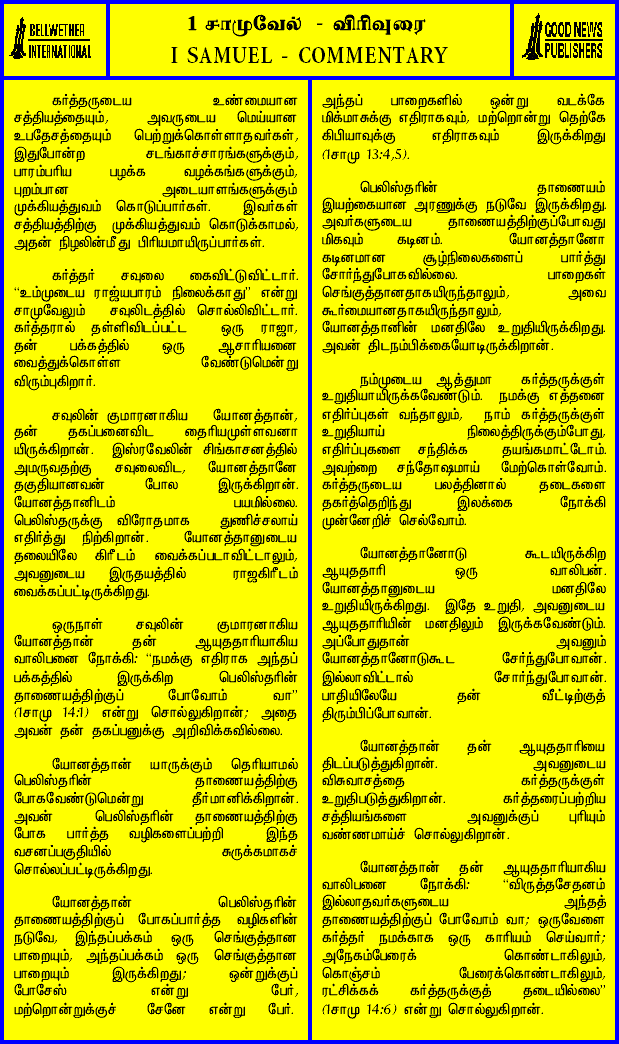 BELLWETHER
INTERNATIONAL
1 சாமுவேல் - விரிவுரை
I SAMUEL - COMMENTARY
GOOD NEWS
PUBLISHERS
கர்த்தருடைய உண்மையான
சத்தியத்தையும், அவருடைய மெய்யான
உபதேசத்தையும் பெற்றுக்கொள்ளாதவர்கள்,
இதுபோன்ற சடங்காச்சாரங்களுக்கும்,
பாரம்பரிய பழக்க வழக்கங்களுக்கும்,
புறம்பான அடையாளங்களுக்கும்
முக்கியத்துவம் கொடுப்பார்கள். இவர்கள்
சத்தியத்திற்கு முக்கியத்துவம் கொடுக்காமல்,
அதன் நிழலின்மீது பிரியமாயிருப்பார்கள்.
கர்த்தர் சவுலை கைவிட்டுவிட்டார்.
“உம்முடைய ராஜ்யபாரம் நிலைக்காது” என்று
சாமுவேலும் சவுலிடத்தில் சொல்லிவிட்டார்.
கர்த்தரால் தள்ளிவிடப்பட்ட ஒரு ராஜா,
தன் பக்கத்தில் ஒரு ஆசாரியனை
வைத்துக்கொள்ள வேண்டுமென்று
விரும்புகிறார்.
சவுலின் குமாரனாகிய யோனத்தான்,
தன் தகப்பனைவிட தைரியமுள்ளவனா
யிருக்கிறான். இஸ்ரவேலின் சிங்காசனத்தில்
அமருவதற்கு சவுலைவிட, யோனத்தானே
தகுதியானவன் போல இருக்கிறான்.
யோனத்தானிடம் பயமில்லை.
பெலிஸ்தருக்கு விரோதமாக துணிச்சலாய்
எதிர்த்து நிற்கிறான். யோனத்தானுடைய
தலையிலே கிரீடம் வைக்கப்படாவிட்டாலும்,
அவனுடைய இருதயத்தில் ராஜகிரீடம்
வைக்கப்பட்டிருக்கிறது.
ஒருநாள் சவுலின் குமாரனாகிய
யோனத்தான் தன் ஆயுததாரியாகிய
வாலிபனை நோக்கி: “நமக்கு எதிராக அந்தப்
பக்கத்தில் இருக்கிற பெலிஸ்தரின்
தாணையத்திற்குப் போவோம் வா”
(1சாமு 14:1) என்று சொல்லுகிறான்; அதை
அவன் தன் தகப்பனுக்கு அறிவிக்கவில்லை.
யோனத்தான் யாருக்கும் தெரியாமல்
பெலிஸ்தரின் தாணையத்திற்கு
போகவேண்டுமென்று தீர்மானிக்கிறான்.
அவன் பெலிஸ்தரின் தாணையத்திற்கு
போக பார்த்த வழிகளைப்பற்றி இந்த
வசனப்பகுதியில் சுருக்கமாகச்
சொல்லப்பட்டிருக்கிறது.
யோனத்தான் பெலிஸ்தரின்
தாணையத்திற்குப் போகப்பார்த்த வழிகளின்
நடுவே, இந்தப்பக்கம் ஒரு செங்குத்தான
பாறையும், அந்தப்பக்கம் ஒரு செங்குத்தான
பாறையும் இருக்கிறது; ஒன்றுக்குப்
போசேஸ் என்று பேர்,
மற்றொன்றுக்குச் சேனே என்று பேர்.
அந்தப் பாறைகளில் ஒன்று வடக்கே
மிக்மாசுக்கு எதிராகவும், மற்றொன்று தெற்கே
கிபியாவுக்கு எதிராகவும் இருக்கிறது
(1சாமு 13:4,5).
பெலிஸ்தரின் தாணையம்
இயற்கையான அரணுக்கு நடுவே இருக்கிறது.
அவர்களுடைய தாணையத்திற்குப்போவது
மிகவும் கடினம். யோனத்தானோ
கடினமான சூழ்நிலைகளைப் பார்த்து
சோர்ந்துபோகவில்லை. பாறைகள்
செங்குத்தானதாகயிருந்தாலும், அவை
கூர்மையானதாகயிருந்தாலும்,
யோனத்தானின் மனதிலே உறுதியிருக்கிறது.
அவன் திடநம்பிக்கையோடிருக்கிறான்.
நம்முடைய ஆத்துமா கர்த்தருக்குள்
உறுதியாயிருக்கவேண்டும். நமக்கு எத்தனை
எதிர்ப்புகள் வந்தாலும், நாம் கர்த்தருக்குள்
உறுதியாய் நிலைத்திருக்கும்போது,
எதிர்ப்புகளை சந்திக்க தயங்கமாட்டோம்.
அவற்றை சந்தோஷமாய் மேற்கொள்வோம்.
கர்த்தருடைய பலத்தினால் தடைகளை
தகர்த்தெறிந்து இலக்கை நோக்கி
முன்னேறிச் செல்வோம்.
யோனத்தானோடு கூடயிருக்கிற
ஆயுததாரி ஒரு வாலிபன்.
யோனத்தானுடைய மனதிலே
உறுதியிருக்கிறது. இதே உறுதி, அவனுடைய
ஆயுததாரியின் மனதிலும் இருக்கவேண்டும்.
அப்போதுதான் அவனும்
யோனத்தானோடுகூட சேர்ந்துபோவான்.
இல்லாவிட்டால் சோர்ந்துபோவான்.
பாதியிலேயே தன் வீட்டிற்குத்
திரும்பிப்போவான்.
யோனத்தான் தன் ஆயுததாரியை
திடப்படுத்துகிறான். அவனுடைய
விசுவாசத்தை கர்த்தருக்குள்
உறுதிபடுத்துகிறான். கர்த்தரைப்பற்றிய
சத்தியங்களை அவனுக்குப் புரியும்
வண்ணமாய்ச் சொல்லுகிறான்.
யோனத்தான் தன் ஆயுததாரியாகிய
வாலிபனை நோக்கி: “விருத்தசேதனம்
இல்லாதவர்களுடைய அந்தத்
தாணையத்திற்குப் போவோம் வா; ஒருவேளை
கர்த்தர் நமக்காக ஒரு காரியம் செய்வார்;
அநேகம்பேரைக் கொண்டாகிலும்,
கொஞ்சம் பேரைக்கொண்டாகிலும்,
ரட்சிக்கக் கர்த்தருக்குத் தடையில்லை”
(1சாமு 14:6) என்று சொல்லுகிறான்.